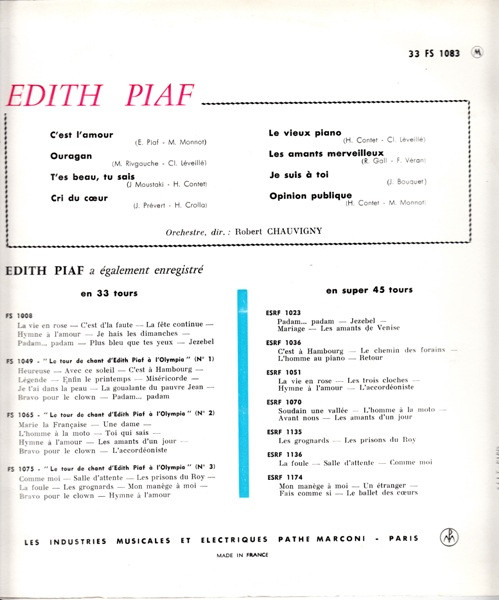 33 FS 1083
EDITH PIAF
C'est l'amour
(E. Piaf - M. Monnot)
Ouragan
(M. Rivgauche - Cl. Léveillé)
T'es beau, tu sais
(J Moustaki - H. Contet)
Cri du cœur
(J. Prévert - H. Crolla)
Le vieux piano
(H. Contet - Cl. Léveillé)
Les amants merveilleux
(R. Gall - F. Véran)
Je suis à toi
(J. Bouquet)
Opinion publique
(H. Contet - M. Monnot)
Orchestre, dir. : Robert CHAUVIGNY
EDITH PIAF a également enregistré
en 33 tours
FS 1008
La vie en rose — C'est d'la faute — La fête continue —
Hymne à l'amour — Je hais les dimanches —
Padam... padam — Plus bleu que tes yeux — Jezebel
FS 1049 - "Le tour de chant d'Edith Piaf à l'Olympia" (N° 1)
Heureuse — Avec ce soleil — C'est à Hambourg —
Légende — Enfin le printemps — Miséricorde —
Je t'ai dans la peau — La goualante du pauvre Jean —
Bravo pour le clown — Padam... padam
FS 1065 - "Le tour de chant d'Edith Piaf à l'Olympia" (N° 2)
Marie la Française — Une dame —
L'homme à la moto — Toi qui sais —
Hymne à l'amour — Les amants d'un jour —
Bravo pour le clown — L'accordéoniste
FS 1075 - "Le tour de chant d'Edith Piaf à l'Olympia" (N° 3)
Comme moi — Salle d'attente — Les prisons du Roy —
La foule — Les grognards — Mon manège à moi —
Bravo pour le clown — Hymne à l'amour
en super 45 tours
ESRF 1023
Padam... padam — Jezebel —
Mariage — Les amants de Venise
ESRF 1036
C'est à Hambourg — Le chemin des forains —
L'homme au piano — Retour
ESRF 1051
La vie en rose — Les trois cloches —
Hymne à l'amour — L'accordéoniste
ESRF 1070
Soudain une vallée — L'homme à la moto —
Avant nous — Les amants d'un jour
ESRF 1135
Les grognards — Les prisons du Roy
ESRF 1136
La foule — Salle d'attente — Comme moi
ESRF 1174
Mon manège à moi — Un étranger —
Fais comme si — Le ballet des cœurs
LES INDUSTRIES MUSICALES ET ELECTRIQUES PATHE MARCONI - PARIS
MADE IN FRANCE